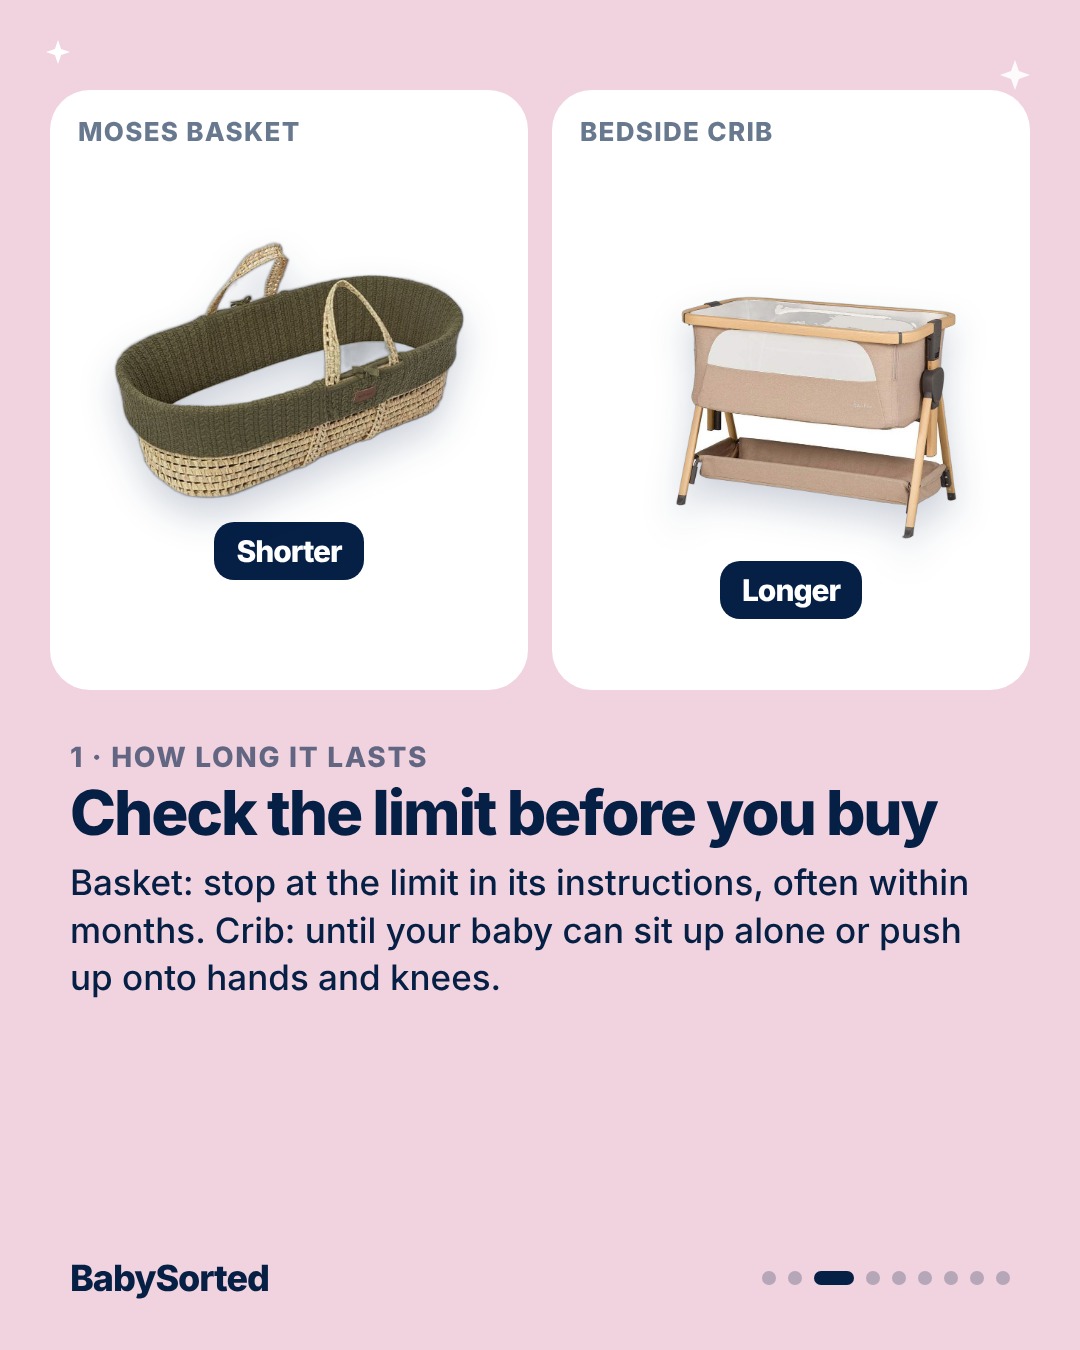 MOSES BASKET
BEDSIDE CRIB
Shorter
Longer
1 · HOW LONG IT LASTS
Check the limit before you buy
Basket: stop at the limit in its instructions, often within
months. Crib: until your baby can sit up alone or push
up onto hands and knees.
BabySorted